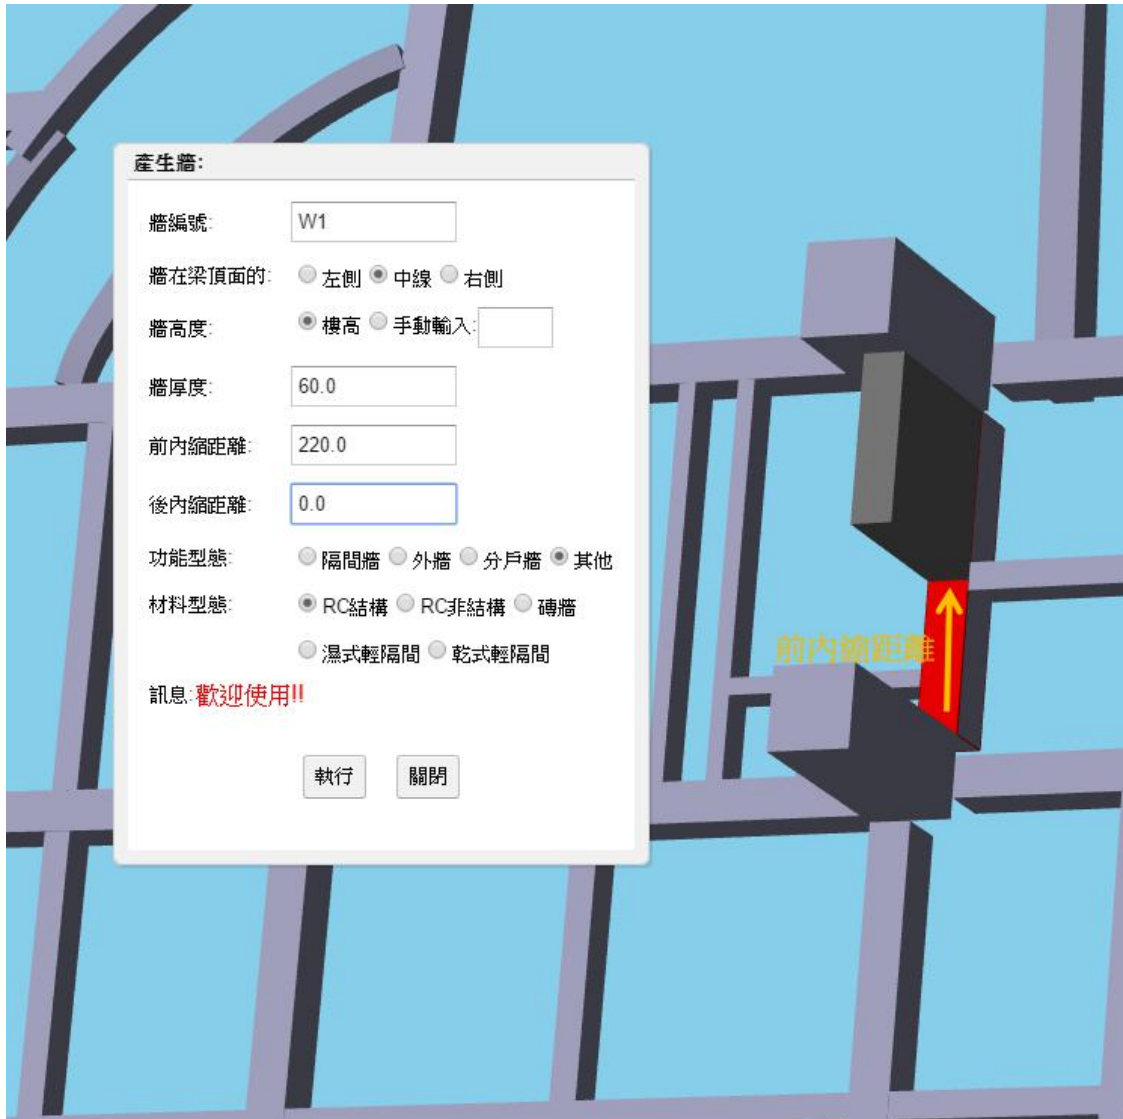 產生牆:
牆編號: W1
牆在梁頂面的: 左側 中線 右側
牆高度: 樓高 手動輸入:
牆厚度: 60.0
前內縮距離: 220.0
後內縮距離: 0.0
功能型態: 隔間牆 外牆 分戶牆 其他
材料型態: RC結構 RC非結構 磚牆
濕式輕隔間 乾式輕隔間
訊息:歡迎使用!!
執行 關閉
前內縮距離